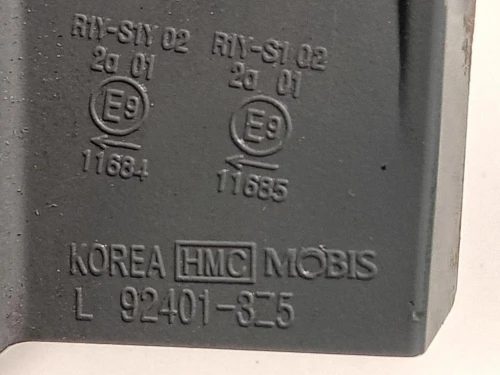 R1Y-S1Y 02 R1Y-S1 02
2a 01 2a 01
E9 E9
← ←
11684 11685
KOREA HMC MOBIS
L 92401-3Z5